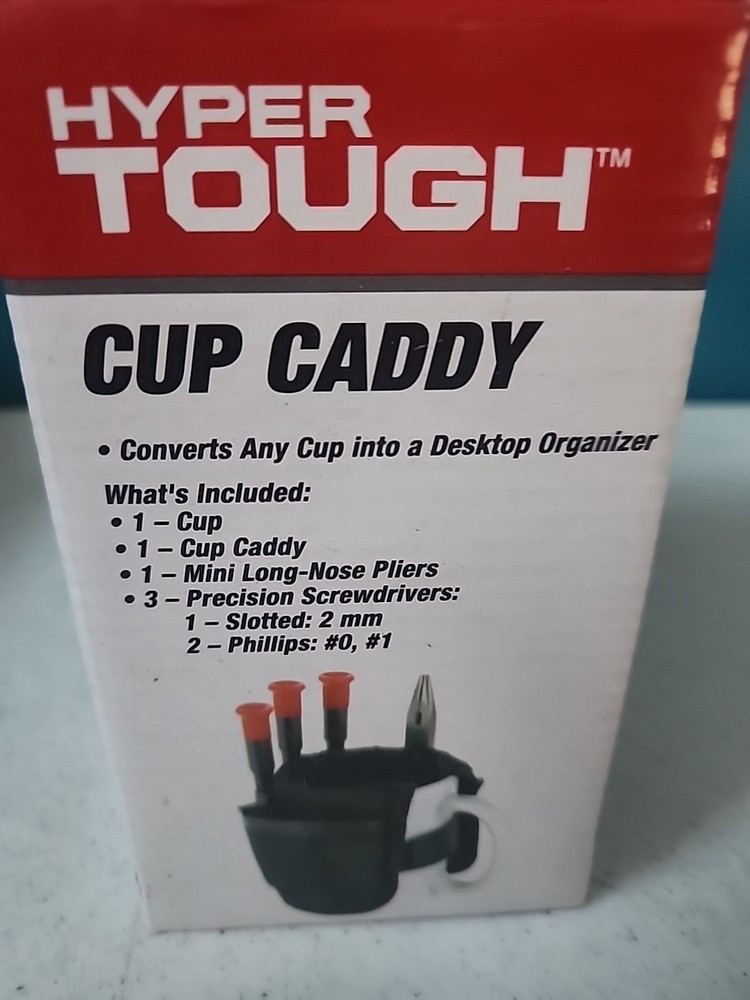 HYPER
TOUGH™
CUP CADDY
• Converts Any Cup into a Desktop Organizer
What's Included:
• 1 – Cup
• 1 – Cup Caddy
• 1 – Mini Long-Nose Pliers
• 3 – Precision Screwdrivers:
1 – Slotted: 2 mm
2 – Phillips: #0, #1